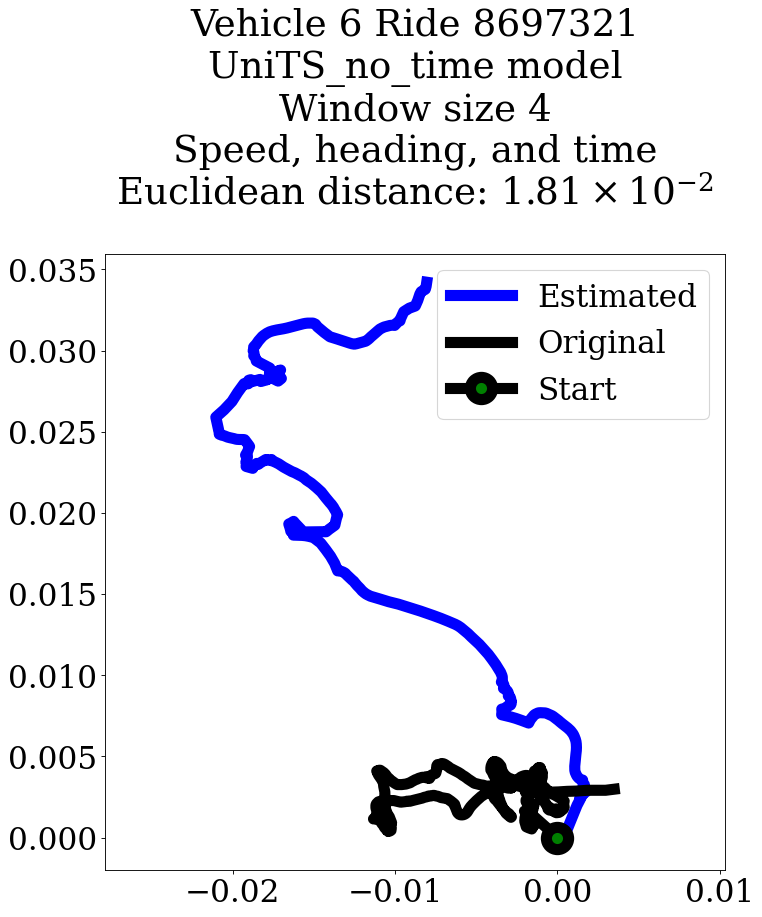 Vehicle 6 Ride 8697321
UniTS_no_time model
Window size 4
Speed, heading, and time
Euclidean distance: 1.81 × 10⁻²
Estimated
Original
Start
0.035
0.030
0.025
0.020
0.015
0.010
0.005
0.000
−0.02
−0.01
0.00
0.01